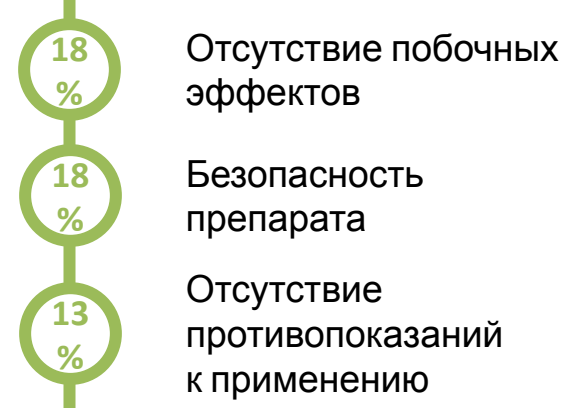 18
%
Отсутствие побочных
эффектов
18
%
Безопасность
препарата
13
%
Отсутствие
противопоказаний
к применению